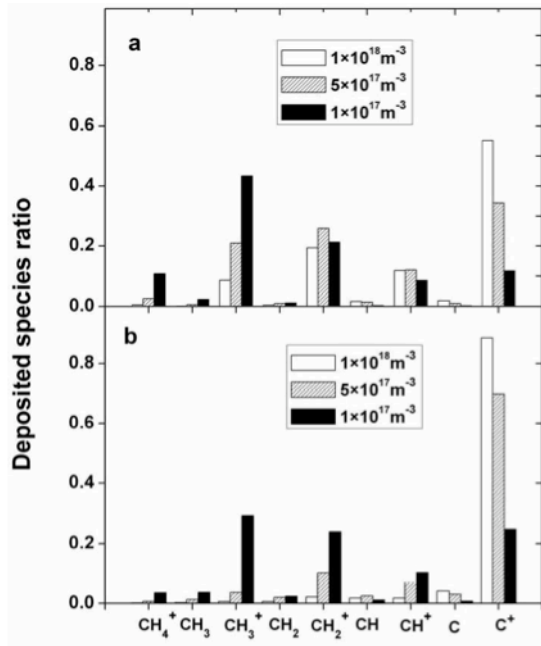 a
1×10¹⁸m⁻³
5×10¹⁷m⁻³
1×10¹⁷m⁻³
0.8
0.6
0.4
0.2
0.0
Deposited species ratio
b
1×10¹⁸m⁻³
5×10¹⁷m⁻³
1×10¹⁷m⁻³
0.8
0.6
0.4
0.2
0.0
CH₄⁺ CH₃ CH₃⁺ CH₂ CH₂⁺ CH CH⁺ C C⁺